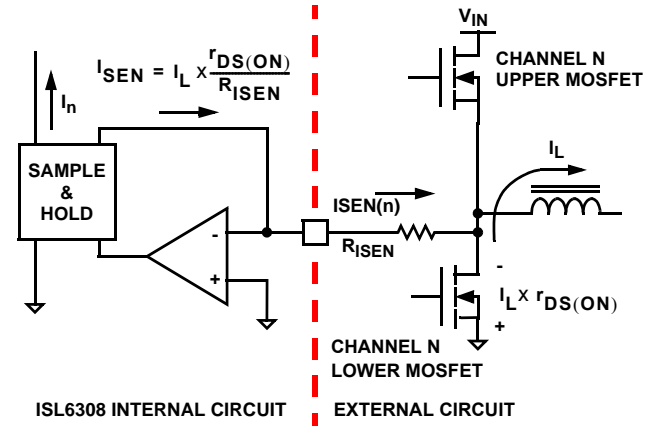 I_SEN = I_L x r_DS(ON) / R_ISEN
I_n
SAMPLE
&
HOLD
-
+
V_IN
CHANNEL N
UPPER MOSFET
I_L
ISEN(n)
R_ISEN
-
I_L x r_DS(ON)
+
CHANNEL N
LOWER MOSFET
ISL6308 INTERNAL CIRCUIT
EXTERNAL CIRCUIT